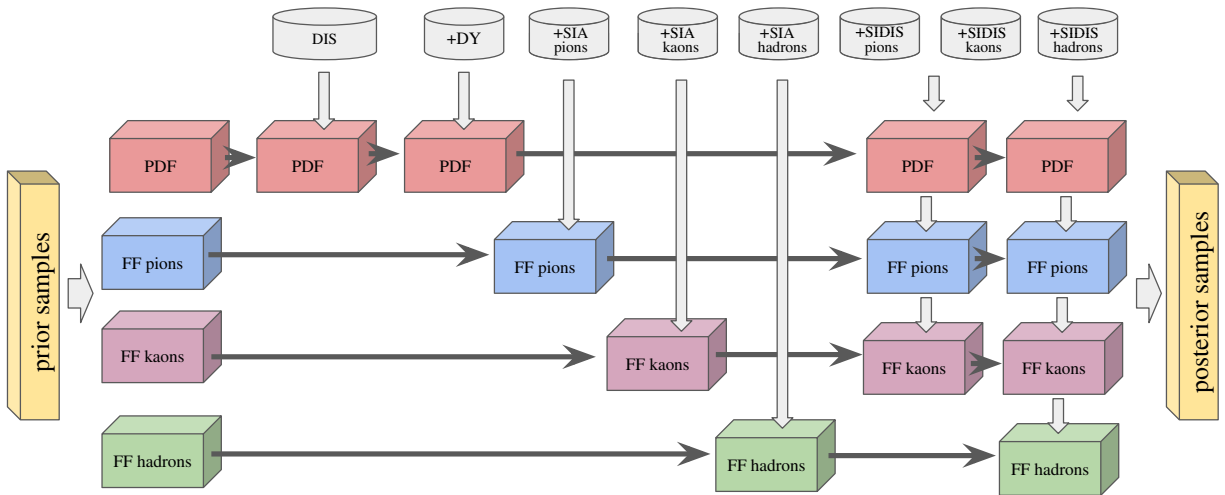 DIS
+DY
+SIA
pions
+SIA
kaons
+SIA
hadrons
+SIDIS
pions
+SIDIS
kaons
+SIDIS
hadrons
PDF
PDF
PDF
PDF
PDF
prior samples
FF pions
FF pions
FF pions
FF pions
posterior samples
FF kaons
FF kaons
FF kaons
FF kaons
FF hadrons
FF hadrons
FF hadrons